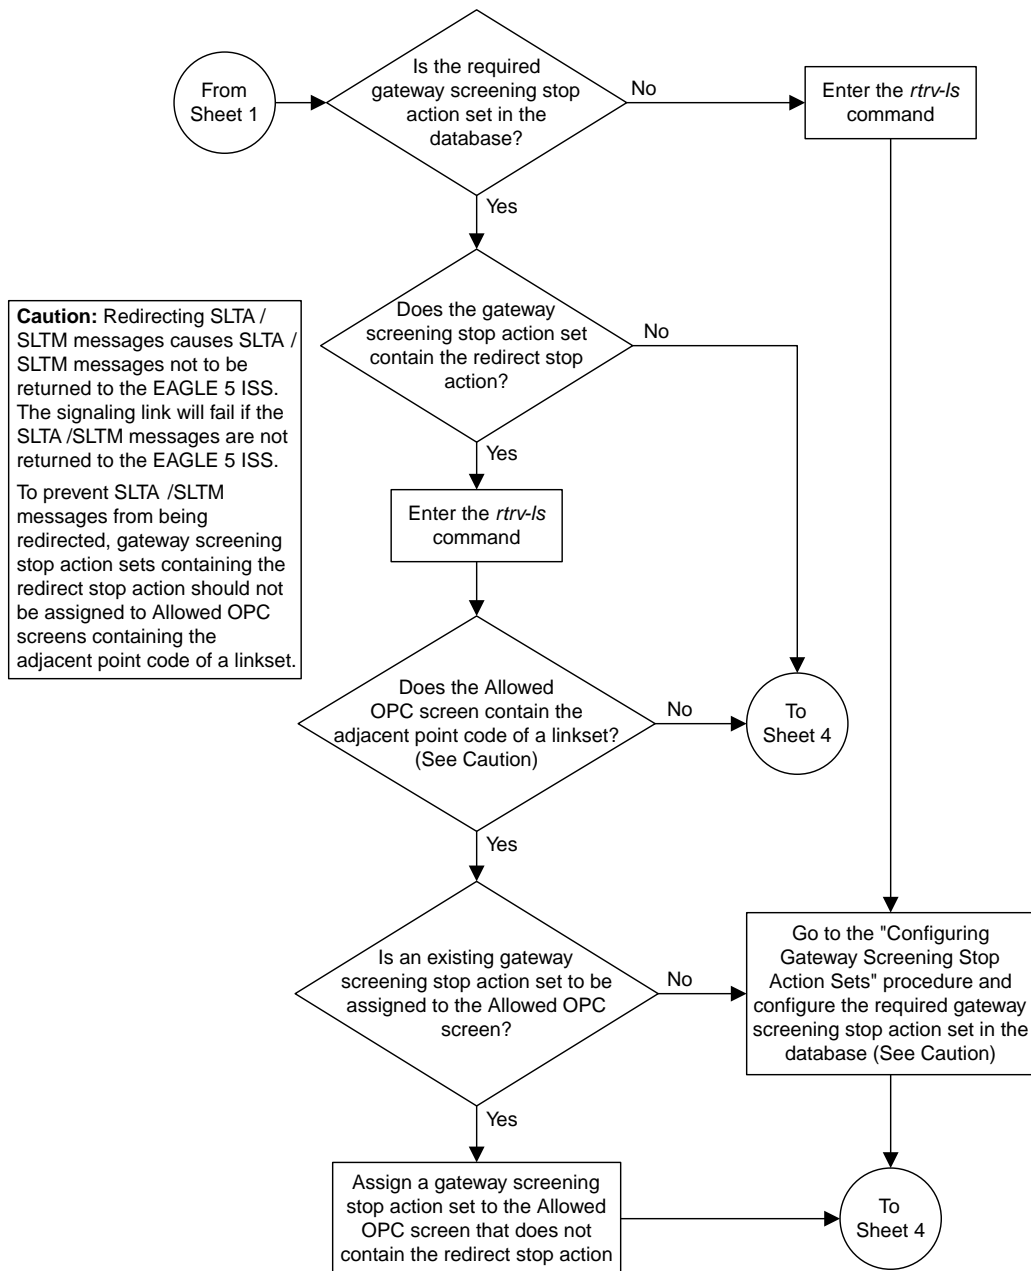 From
Sheet 1
Is the required
gateway screening stop
action set in the
database?
No
Enter the rtrv-ls
command
Yes
Does the gateway
screening stop action set
contain the redirect stop
action?
No
Yes
Caution: Redirecting SLTA /
SLTM messages causes SLTA /
SLTM messages not to be
returned to the EAGLE 5 ISS.
The signaling link will fail if the
SLTA /SLTM messages are not
returned to the EAGLE 5 ISS.
To prevent SLTA /SLTM
messages from being
redirected, gateway screening
stop action sets containing the
redirect stop action should not
be assigned to Allowed OPC
screens containing the
adjacent point code of a linkset.
Enter the rtrv-ls
command
Does the Allowed
OPC screen contain the
adjacent point code of a linkset?
(See Caution)
No
To
Sheet 4
Yes
Is an existing gateway
screening stop action set to be
assigned to the Allowed OPC
screen?
No
Go to the "Configuring
Gateway Screening Stop
Action Sets" procedure and
configure the required gateway
screening stop action set in the
database (See Caution)
Yes
Assign a gateway screening
stop action set to the Allowed
OPC screen that does not
contain the redirect stop action
To
Sheet 4